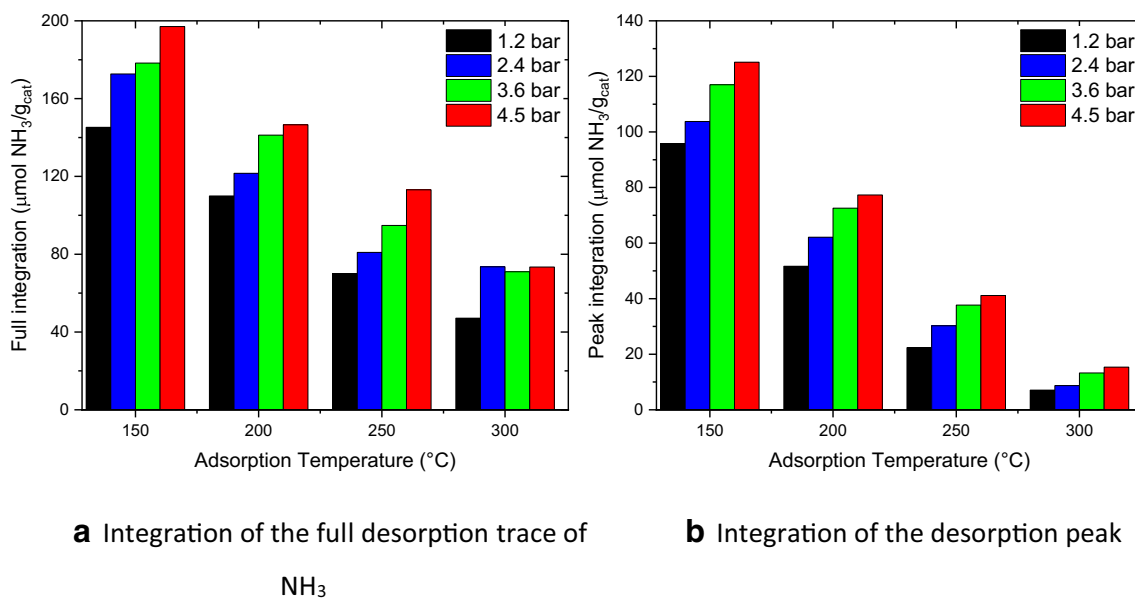 200
160
120
80
40
0
Full integration (μmol NH₃/g_cat)
1.2 bar
2.4 bar
3.6 bar
4.5 bar
150
200
250
300
Adsorption Temperature (°C)
a Integration of the full desorption trace of
NH₃
140
120
100
80
60
40
20
0
Peak integration (μmol NH₃/g_cat)
1.2 bar
2.4 bar
3.6 bar
4.5 bar
150
200
250
300
Adsorption Temperature (°C)
b Integration of the desorption peak